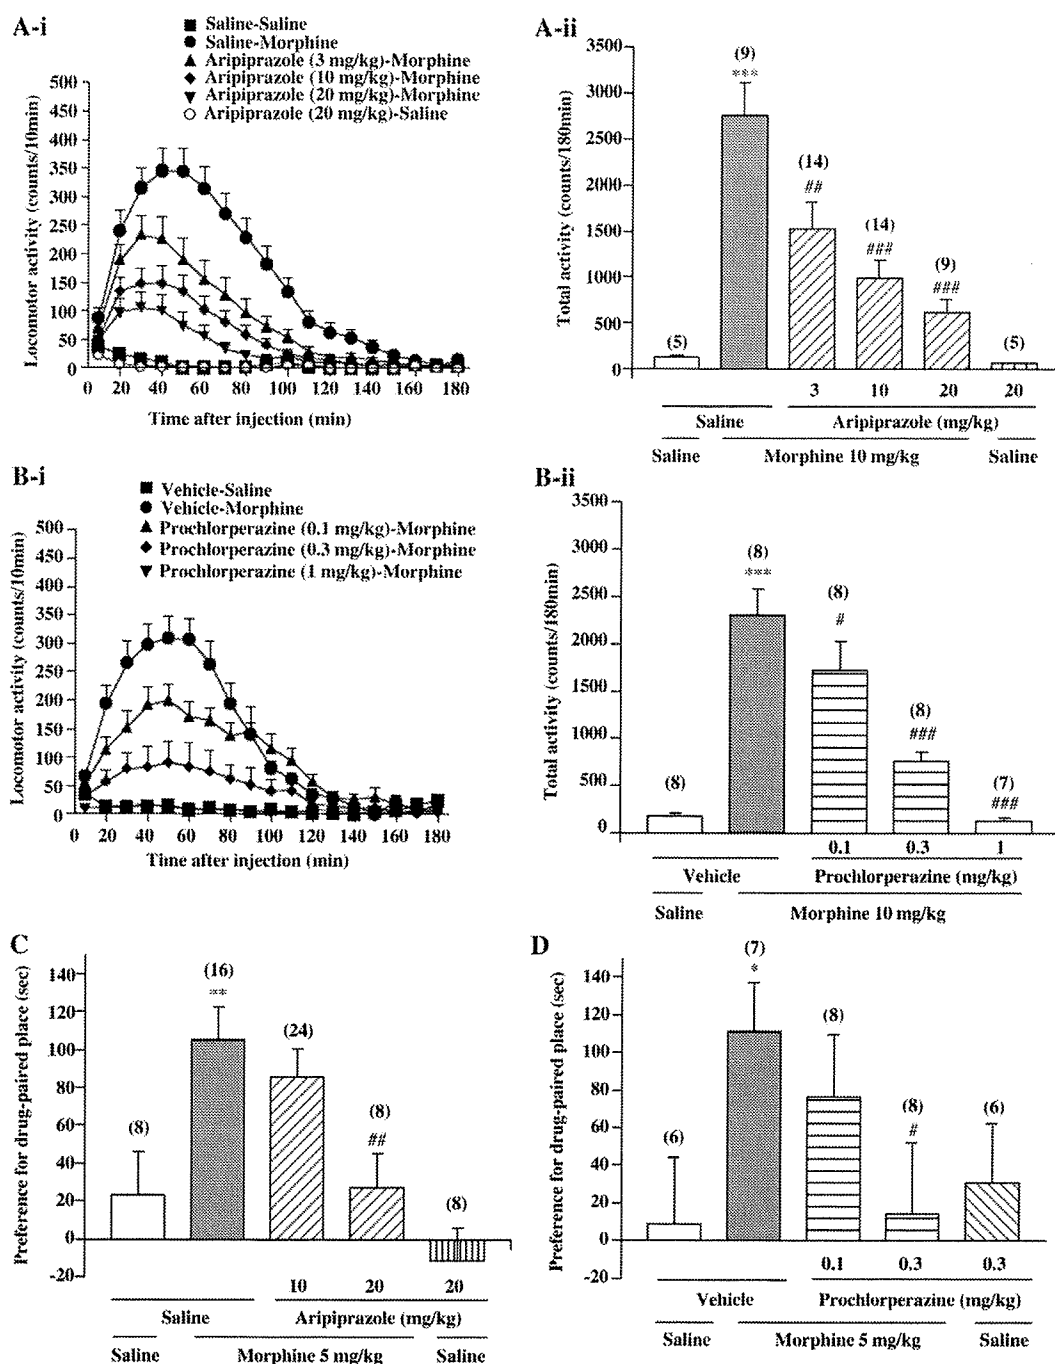 A-i
Saline-Saline
Saline-Morphine
Aripiprazole (3 mg/kg)-Morphine
Aripiprazole (10 mg/kg)-Morphine
Aripiprazole (20 mg/kg)-Morphine
Aripiprazole (20 mg/kg)-Saline
Locomotor activity (counts/10min)
500
450
400
350
300
250
200
150
100
50
0
0 20 40 60 80 100 120 140 160 180
Time after injection (min)
A-ii
Total activity (counts/180min)
3500
3000
2500
2000
1500
1000
500
0
(5)
(9)
***
(14)
##
(14)
###
(9)
###
(5)
3 10 20 20
Saline Aripiprazole (mg/kg)
Saline Morphine 10 mg/kg Saline
B-i
Vehicle-Saline
Vehicle-Morphine
Prochlorperazine (0.1 mg/kg)-Morphine
Prochlorperazine (0.3 mg/kg)-Morphine
Prochlorperazine (1 mg/kg)-Morphine
Locomotor activity (counts/10min)
500
450
400
350
300
250
200
150
100
50
0
0 20 40 60 80 100 120 140 160 180
Time after injection (min)
B-ii
Total activity (counts/180min)
3500
3000
2500
2000
1500
1000
500
0
(8)
(8)
***
(8)
#
(8)
###
(7)
###
0.1 0.3 1
Vehicle Prochlorperazine (mg/kg)
Saline Morphine 10 mg/kg
C
Preference for drug-paired place (sec)
140
120
100
80
60
40
20
0
-20
(8)
(16)
**
(24)
(8)
##
(8)
10 20 20
Saline Aripiprazole (mg/kg)
Saline Morphine 5 mg/kg Saline
D
Preference for drug-paired place (sec)
140
120
100
80
60
40
20
0
-20
(6)
(7)
*
(8)
(8)
#
(6)
0.1 0.3 0.3
Vehicle Prochlorperazine (mg/kg)
Saline Morphine 5 mg/kg Saline